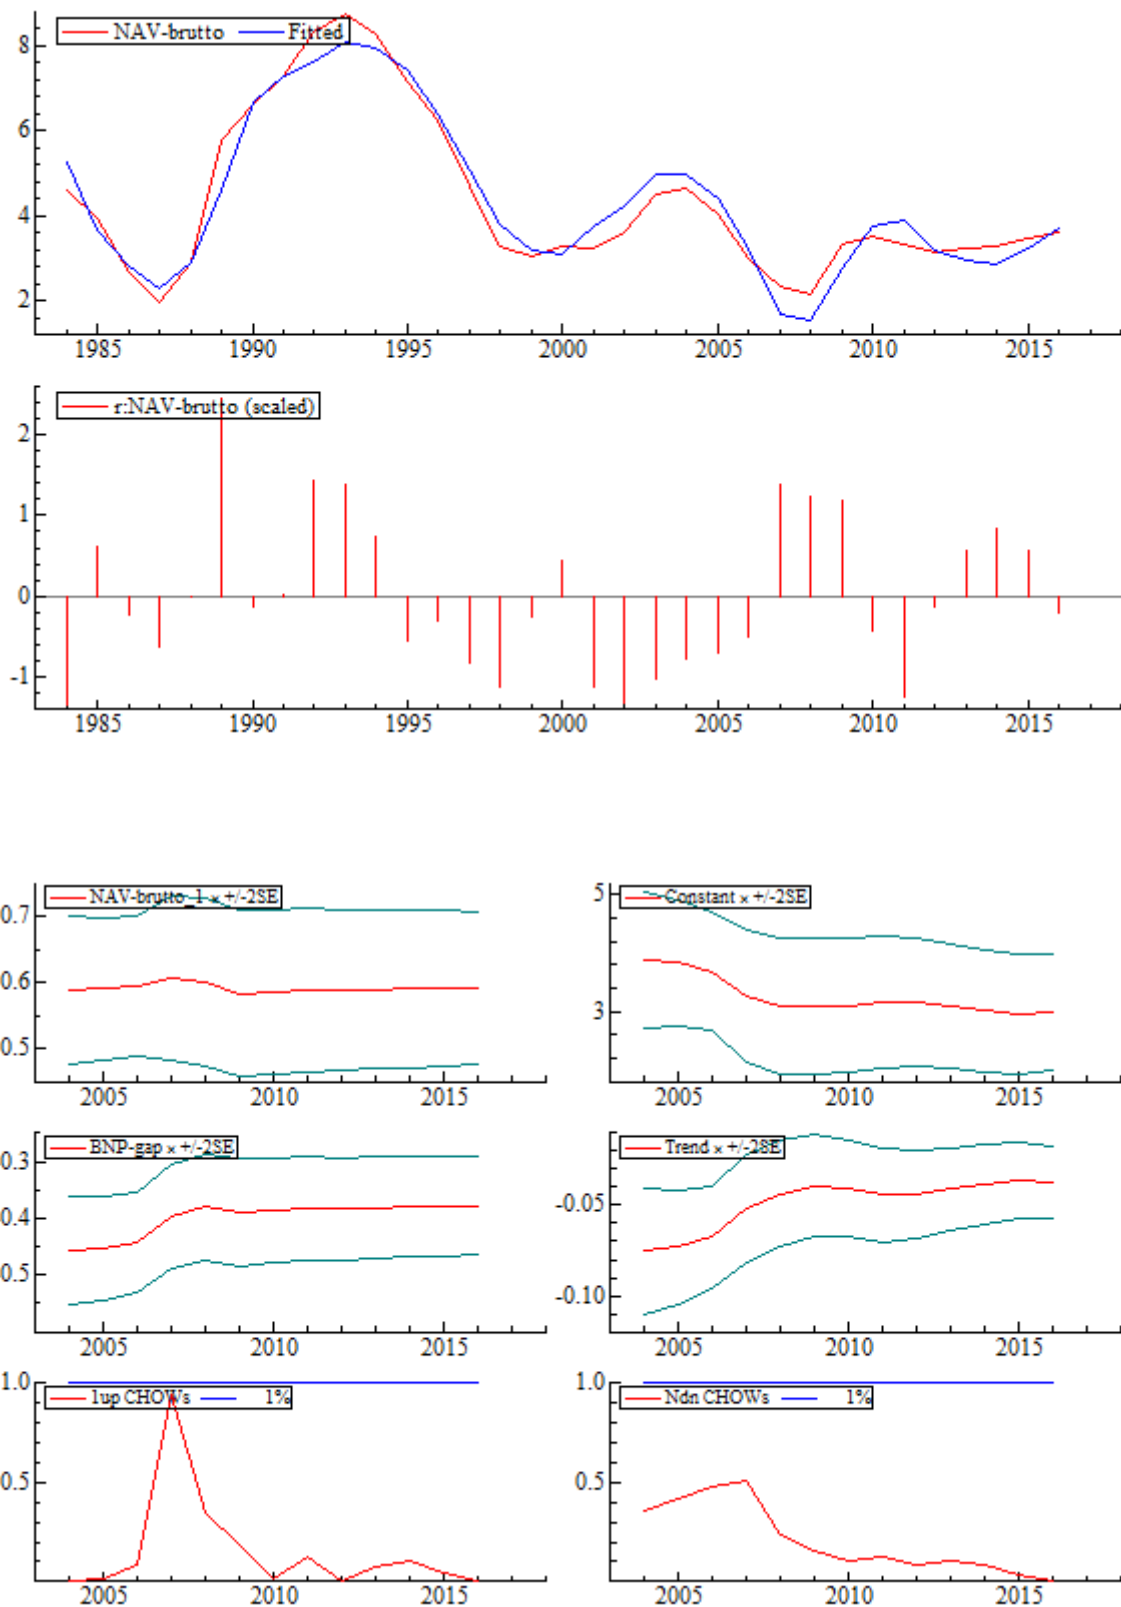 NAV-brutto Fitted
8
6
4
2
1985 1990 1995 2000 2005 2010 2015
r:NAV-brutto (scaled)
2
1
0
-1
1985 1990 1995 2000 2005 2010 2015
NAV-brutto_1 × +/-2SE
0.7
0.6
0.5
2005 2010 2015
Constant × +/-2SE
5
3
2005 2010 2015
BNP-gap × +/-2SE
0.3
0.4
0.5
2005 2010 2015
Trend × +/-2SE
-0.05
-0.10
2005 2010 2015
1up CHOWs 1%
1.0
0.5
2005 2010 2015
Ndn CHOWs 1%
1.0
0.5
2005 2010 2015